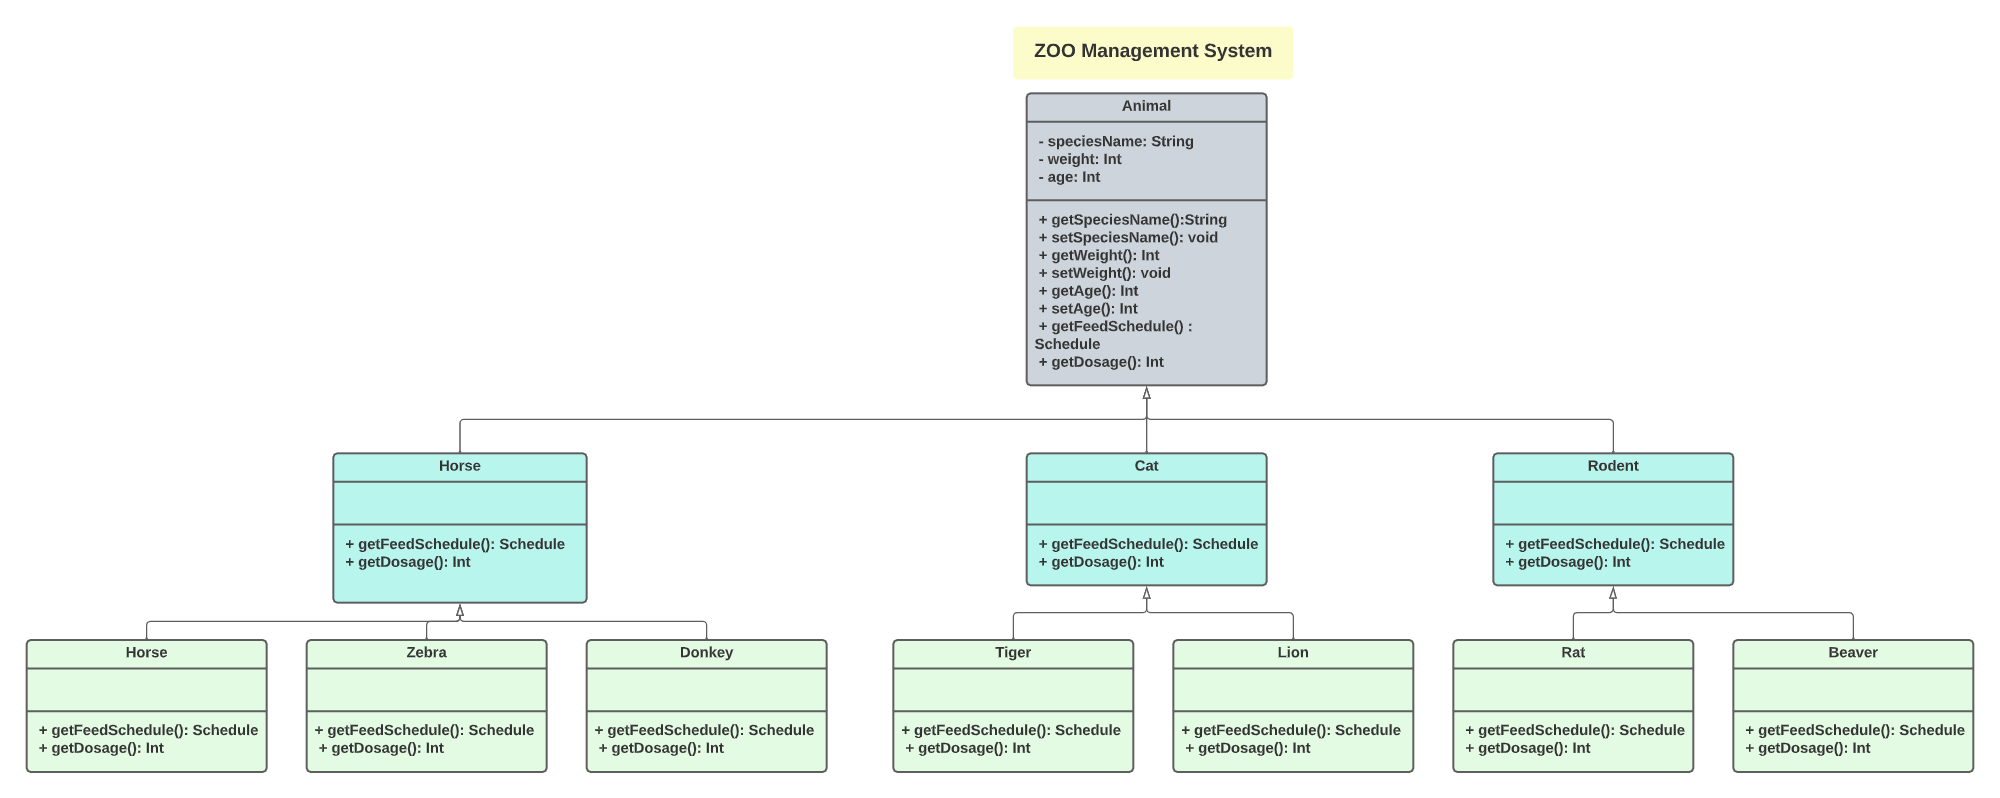 ZOO Management System
Animal
- speciesName: String
- weight: Int
- age: Int
+ getSpeciesName():String
+ setSpeciesName(): void
+ getWeight(): Int
+ setWeight(): void
+ getAge(): Int
+ setAge(): Int
+ getFeedSchedule() :
Schedule
+ getDosage(): Int
Horse
+ getFeedSchedule(): Schedule
+ getDosage(): Int
Cat
+ getFeedSchedule(): Schedule
+ getDosage(): Int
Rodent
+ getFeedSchedule(): Schedule
+ getDosage(): Int
Horse
+ getFeedSchedule(): Schedule
+ getDosage(): Int
Zebra
+ getFeedSchedule(): Schedule
+ getDosage(): Int
Donkey
+ getFeedSchedule(): Schedule
+ getDosage(): Int
Tiger
+ getFeedSchedule(): Schedule
+ getDosage(): Int
Lion
+ getFeedSchedule(): Schedule
+ getDosage(): Int
Rat
+ getFeedSchedule(): Schedule
+ getDosage(): Int
Beaver
+ getFeedSchedule(): Schedule
+ getDosage(): Int